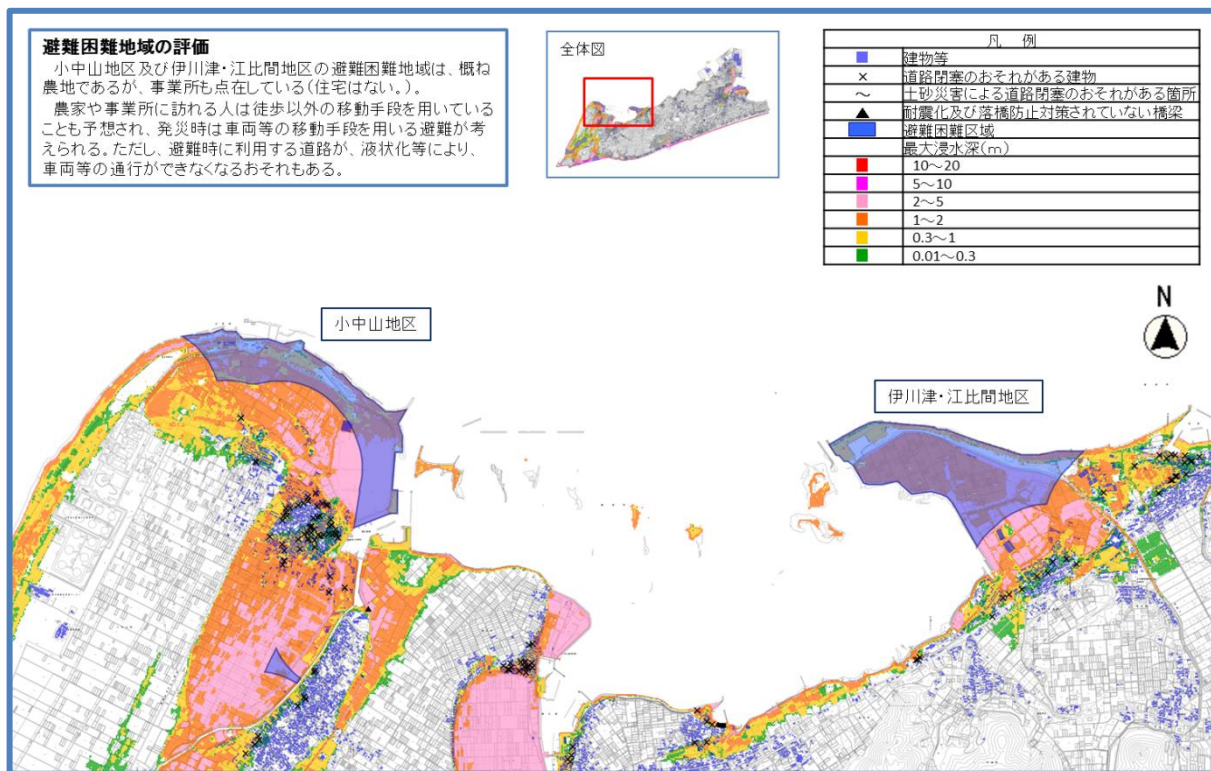 避難困難地域の評価
小中山地区及び伊川津・江比間地区の避難困難地域は、概ね
農地であるが、事業所も点在している(住宅はない。)。
農家や事業所に訪れる人は徒歩以外の移動手段を用いている
ことも予想され、発災時は車両等の移動手段を用いる避難が考
えられる。ただし、避難時に利用する道路が、液状化等により、
車両等の通行ができなくなるおそれもある。
全体図
凡 例
建物等
× 道路閉塞のおそれがある建物
～ 土砂災害による道路閉塞のおそれがある箇所
▲ 耐震化及び落橋防止対策されていない橋梁
避難困難区域
最大浸水深(m)
10～20
5～10
2～5
1～2
0.3～1
0.01～0.3
N
小中山地区
伊川津・江比間地区